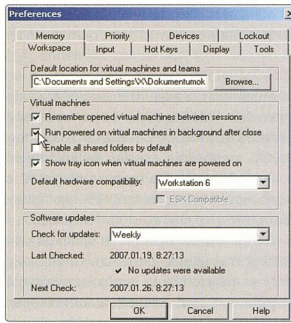 Preferences
Memory Priority Devices Lockout
Workspace Input Hot Keys Display Tools
Default location for virtual machines and teams
C:\Documents and Settings\X\Dokumentumok Browse...
Virtual machines
Remember opened virtual machines between sessions
Run powered on virtual machines in background after close
Enable all shared folders by default
Show tray icon when virtual machines are powered on
Default hardware compatibility: Workstation 6
ESX Compatible
Software updates
Check for updates: Weekly
Last Checked: 2007.01.19. 8:27:13
No updates were available
Next Check: 2007.01.26. 8:27:13
OK Cancel Help